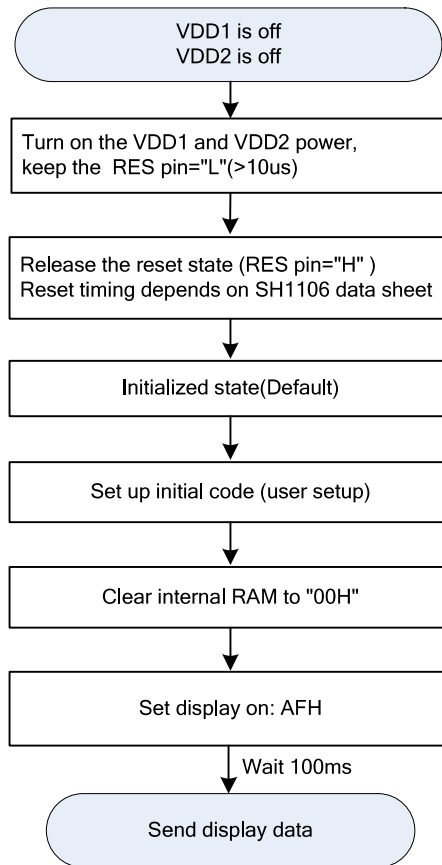 VDD1 is off
VDD2 is off
Turn on the VDD1 and VDD2 power,
keep the RES pin="L"(>10us)
Release the reset state (RES pin="H" )
Reset timing depends on SH1106 data sheet
Initialized state(Default)
Set up initial code (user setup)
Clear internal RAM to "00H"
Set display on: AFH
Wait 100ms
Send display data